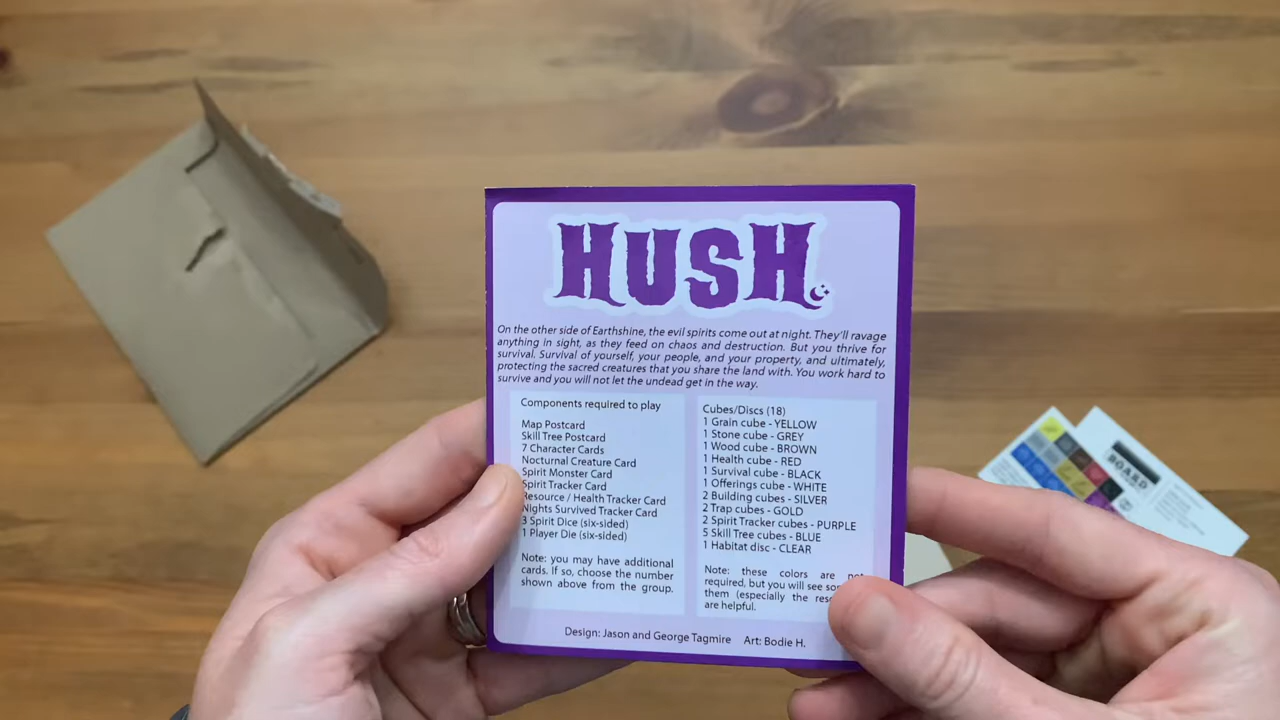 HUSH
On the other side of Earthshine, the evil spirits come out at night. They'll ravage
anything in sight, as they feed on chaos and destruction. But you thrive for
survival. Survival of yourself, your people, and your property, and ultimately,
protecting the sacred creatures that you share the land with. You work hard to
survive and you will not let the undead get in the way.
Components required to play
Map Postcard
Skill Tree Postcard
7 Character Cards
Nocturnal Creature Card
Spirit Monster Card
Spirit Tracker Card
Resource / Health Tracker Card
Nights Survived Tracker Card
3 Spirit Dice (six-sided)
1 Player Die (six-sided)
Note: you may have additional
cards. If so, choose the number
shown above from the group.
Cubes/Discs (18)
1 Grain cube - YELLOW
1 Stone cube - GREY
1 Wood cube - BROWN
1 Health cube - RED
1 Survival cube - BLACK
1 Offerings cube - WHITE
2 Building cubes - SILVER
2 Trap cubes - GOLD
2 Spirit Tracker cubes - PURPLE
5 Skill Tree cubes - BLUE
1 Habitat disc - CLEAR
Note: these colors are
required, but you will see
them (especially the
are helpful.
Design: Jason and George Tagmire Art: Bodie H.
BOARD